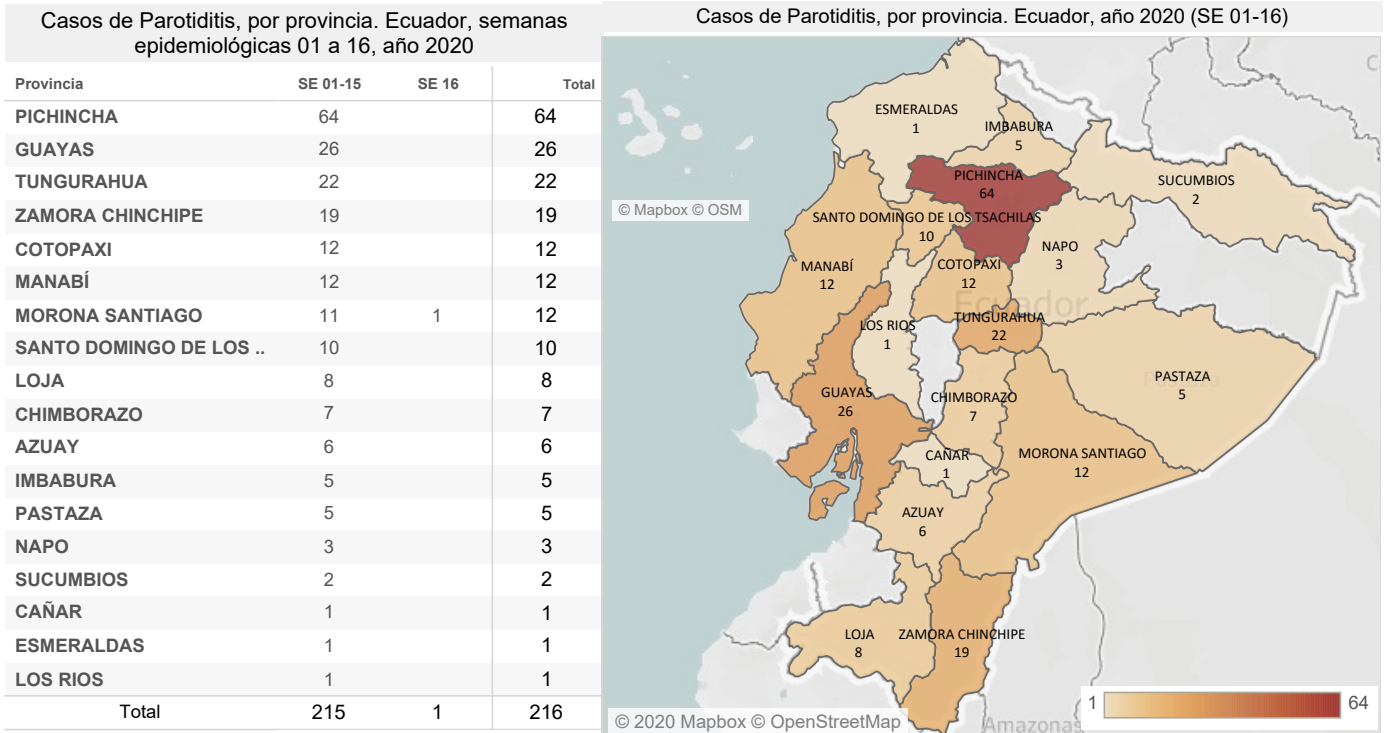 Casos de Parotiditis, por provincia. Ecuador, semanas
epidemiológicas 01 a 16, año 2020
Provincia SE 01-15 SE 16 Total
PICHINCHA 64 64
GUAYAS 26 26
TUNGURAHUA 22 22
ZAMORA CHINCHIPE 19 19
COTOPAXI 12 12
MANABÍ 12 12
MORONA SANTIAGO 11 1 12
SANTO DOMINGO DE LOS .. 10 10
LOJA 8 8
CHIMBORAZO 7 7
AZUAY 6 6
IMBABURA 5 5
PASTAZA 5 5
NAPO 3 3
SUCUMBIOS 2 2
CAÑAR 1 1
ESMERALDAS 1 1
LOS RIOS 1 1
Total 215 1 216
Casos de Parotiditis, por provincia. Ecuador, año 2020 (SE 01-16)
ESMERALDAS
1
IMBABURA
5
PICHINCHA
64
SUCUMBIOS
2
© Mapbox © OSM
SANTO DOMINGO DE LOS TSACHILAS
10
NAPO
3
MANABÍ
12
COTOPAXI
12
Ecuador
TUNGURAHUA
22
LOS RIOS
1
PASTAZA
5
GUAYAS
26
CHIMBORAZO
7
CAÑAR
1
MORONA SANTIAGO
12
AZUAY
6
LOJA
8
ZAMORA CHINCHIPE
19
1 64
© 2020 Mapbox © OpenStreetMap
Amazonas